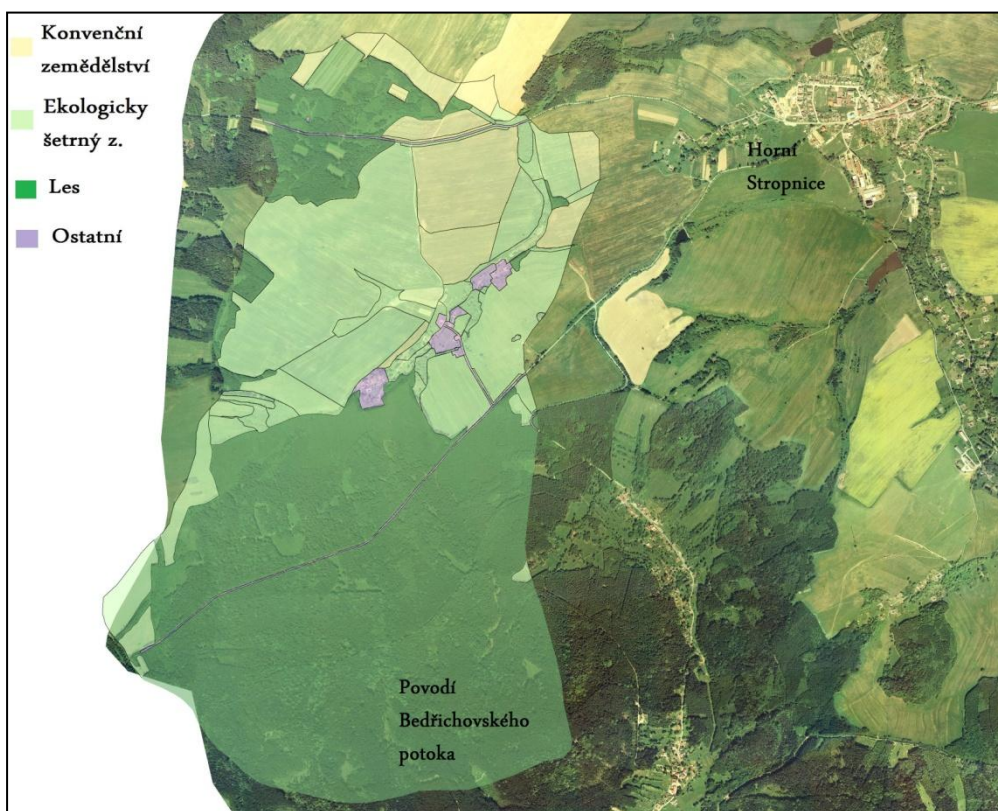 Konvenční
zemědělství
Ekologicky
šetrný z.
Les
Ostatní
Horní
Stropnice
Povodí
Bedřichovského
potoka